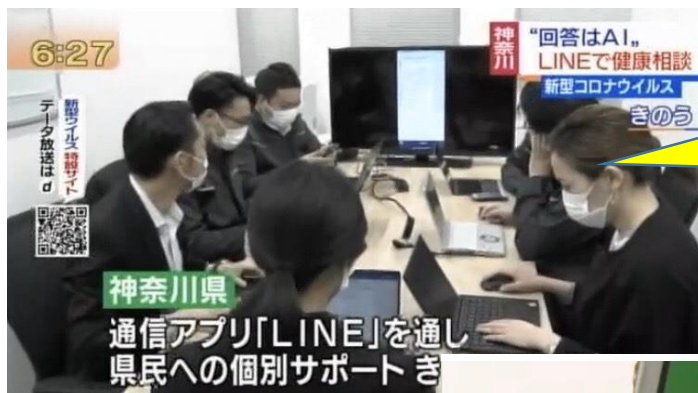 6:27
神奈川
“回答はAI„
LINEで健康相談
新型コロナウイルス
きのう
新型ウイルス特設サイト
データ放送はd
神奈川県
通信アプリ「LINE」を通し
県民への個別サポート き